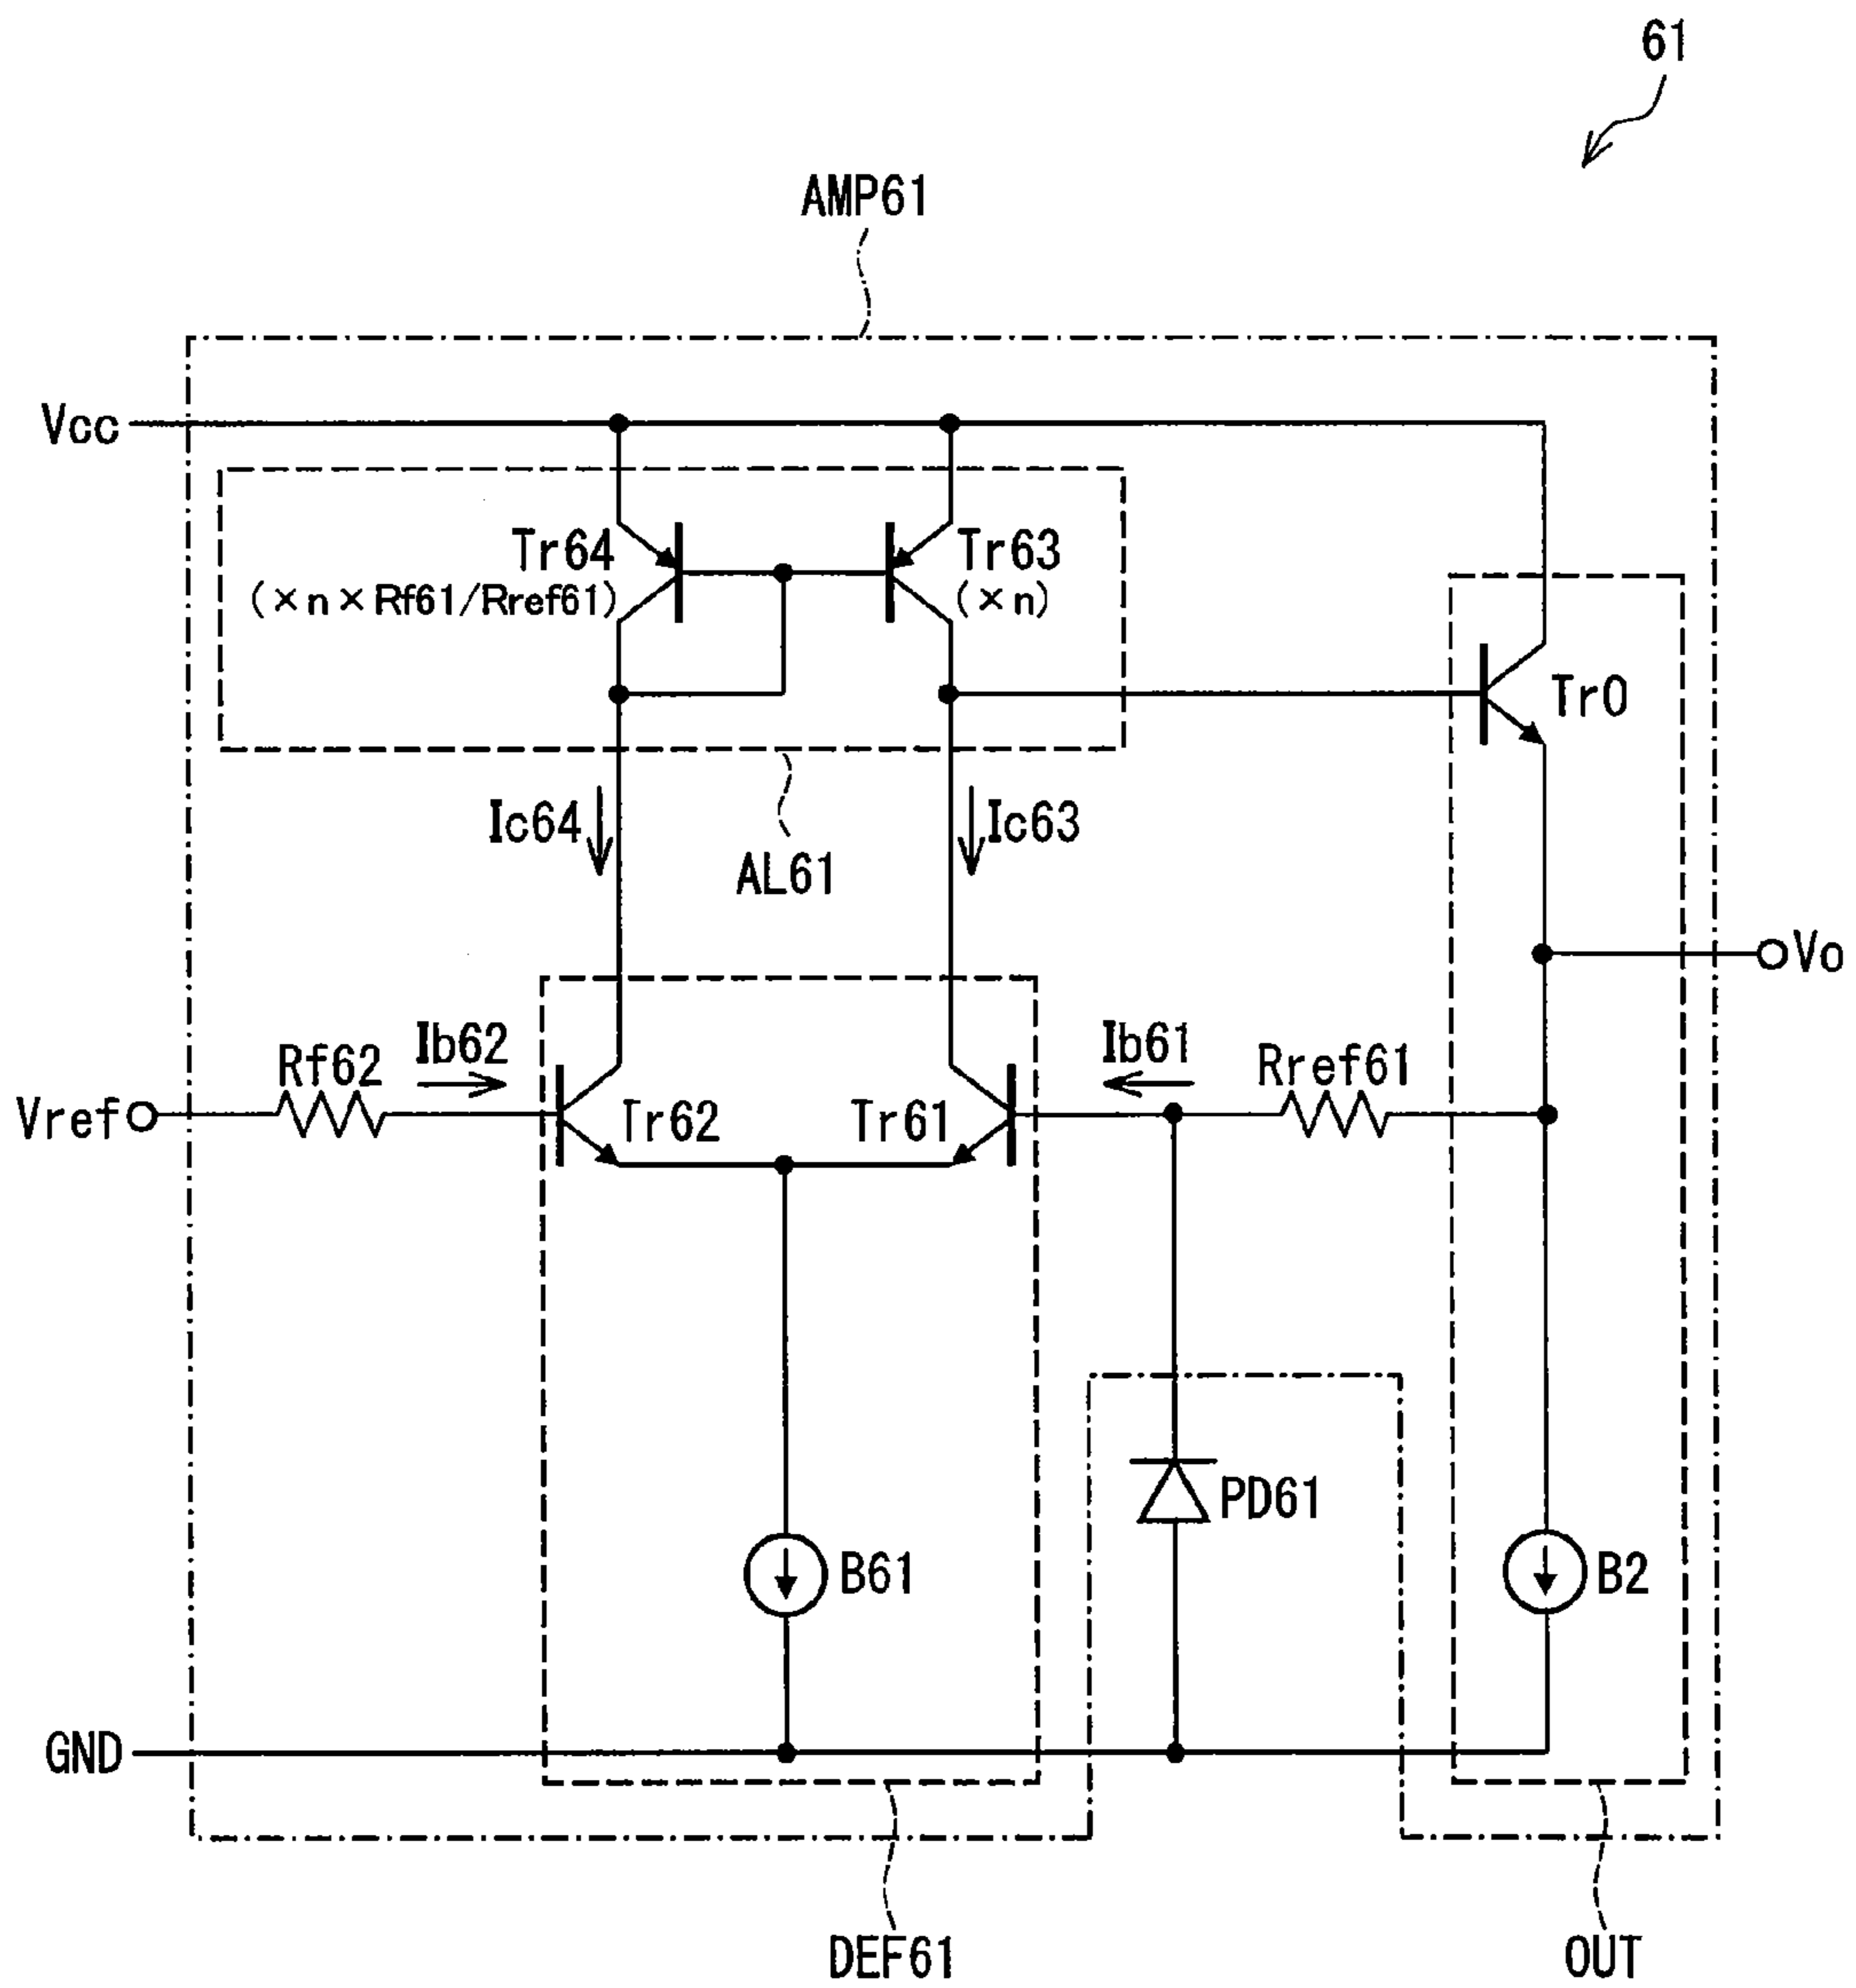 61
AMP61
Vcc
Tr64
(×n×Rf61/Rref61)
Tr63
(×n)
Tr0
Ic64
Ic63
AL61
Vo
Rf62
Ib62
Ib61
Rref61
Vref
Tr62
Tr61
PD61
B61
B2
GND
DEF61
OUT